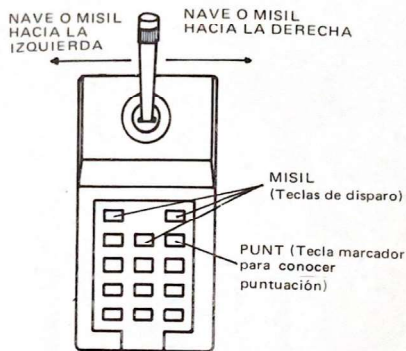 NAVE O MISIL
HACIA LA
IZQUIERDA
NAVE O MISIL
HACIA LA DERECHA
MISIL
(Teclas de disparo)
PUNT (Tecla marcador
para conocer
puntuación)